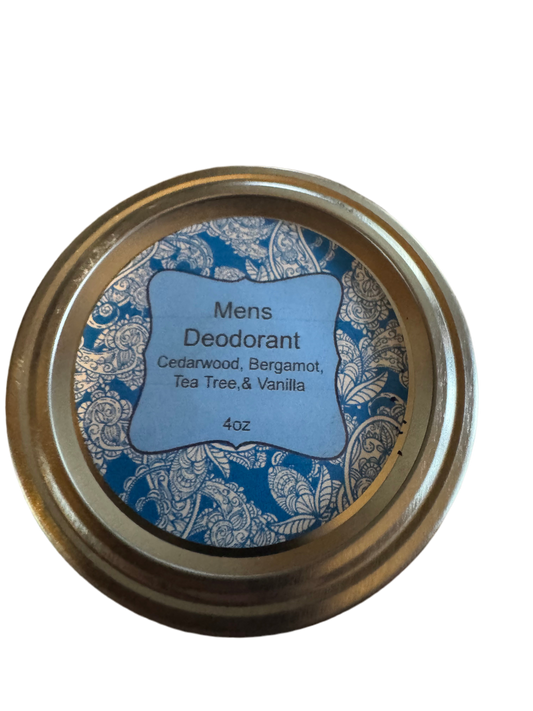 Mens
Deodorant
Cedarwood, Bergamot,
Tea Tree,& Vanilla
4oz